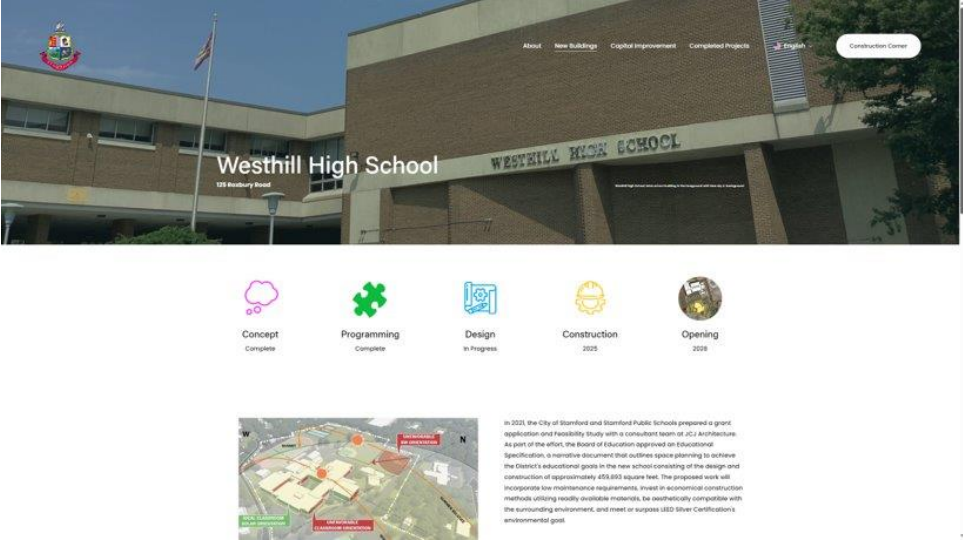 About New Buildings Capital Improvement Completed Projects English Construction Corner
WESTHILL HIGH SCHOOL
Westhill High School
125 Roxbury Road
Concept
Complete
Programming
Complete
Design
In Progress
Construction
2025
Opening
2028
W
N
UNFAVORABLE
SW ORIENTATION
IDEAL CLASSROOM
SOLAR ORIENTATION
UNFAVORABLE
CLASSROOM ORIENTATION
In 2021, the City of Stamford and Stamford Public Schools prepared a grant
application and Feasibility Study with a consultant team at JCJ Architecture.
As part of the effort, the Board of Education approved an Educational
Specification, a narrative document that outlines space planning to achieve
the District's educational goals in the new school consisting of the design and
construction of approximately 459,893 square feet. The proposed work will
incorporate low maintenance requirements, invest in economical construction
methods utilizing readily available materials, be aesthetically compatible with
the surrounding environment, and meet or surpass LEED Silver Certification's
environmental goal.